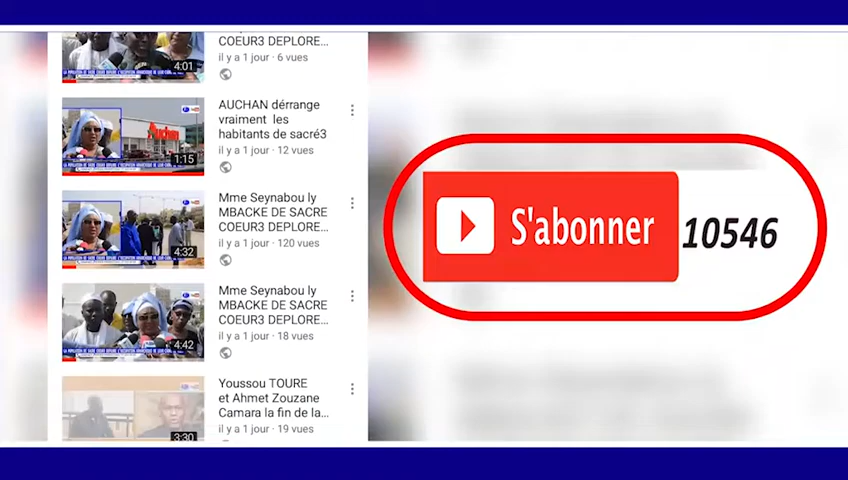 COEUR3 DEPLORE...
il y a 1 jour · 6 vues
4:01
AUCHAN dérrange
vraiment les
habitants de sacré3
il y a 1 jour · 12 vues
Auchan
1:15
Mme Seynabou ly
MBACKE DE SACRE
COEUR3 DEPLORE...
il y a 1 jour · 120 vues
4:32
Mme Seynabou ly
MBACKE DE SACRE
COEUR3 DEPLORE...
il y a 1 jour · 18 vues
4:42
Youssou TOURE
et Ahmet Zouzane
Camara la fin de la...
il y a 1 jour · 19 vues
3:30
S'abonner 10546